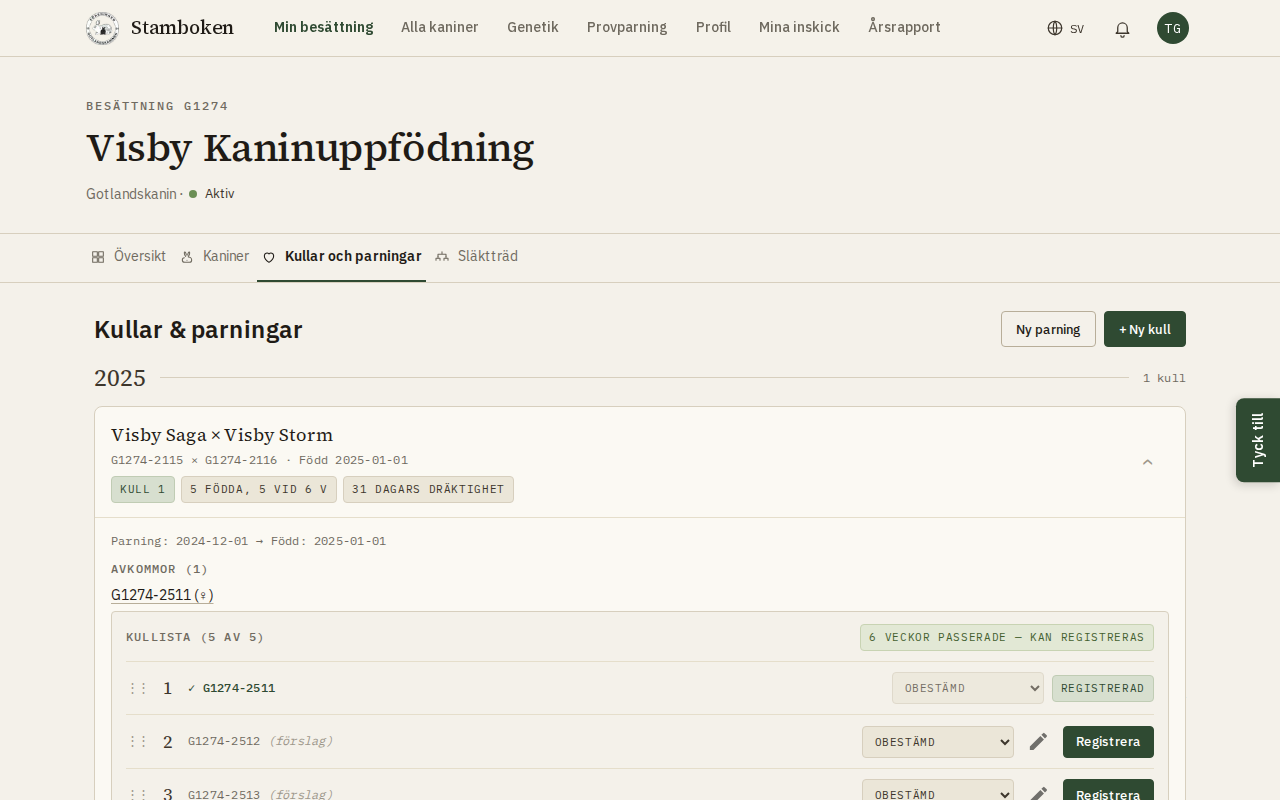 Stamboken
Min besättning
Alla kaniner
Genetik
Provparning
Profil
Mina inskick
Årsrapport
SV
TG
BESÄTTNING G1274
Visby Kaninuppfödning
Gotlandskanin · Aktiv
Översikt
Kaniner
Kullar och parningar
Släktträd
Kullar & parningar
Ny parning
+ Ny kull
2025
1 kull
Tyck till
Visby Saga × Visby Storm
G1274-2115 × G1274-2116 · Född 2025-01-01
KULL 1
5 FÖDDA, 5 VID 6 V
31 DAGARS DRÄKTIGHET
Parning: 2024-12-01 → Född: 2025-01-01
AVKOMMOR (1)
G1274-2511 (♀)
KULLISTA (5 AV 5)
6 VECKOR PASSERADE — KAN REGISTRERAS
1 ✓ G1274-2511
OBESTÄMD
REGISTRERAD
2 G1274-2512 (förslag)
OBESTÄMD
Registrera
3 G1274-2513 (förslag)
OBESTÄMD
Registrera